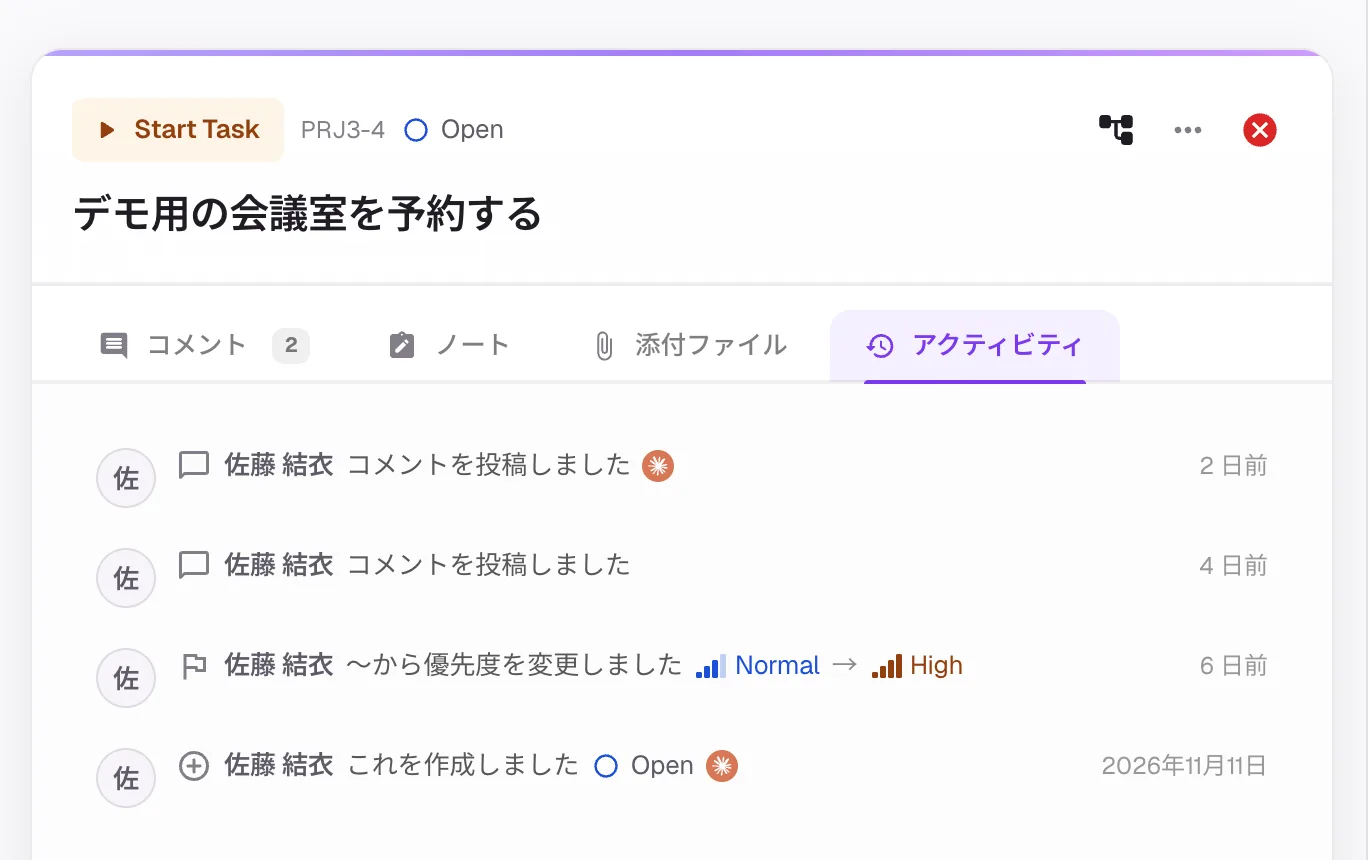 Start Task PRJ3-4 Open
デモ用の会議室を予約する
コメント 2 ノート 添付ファイル アクティビティ
佐 佐藤 結衣 コメントを投稿しました 2 日前
佐 佐藤 結衣 コメントを投稿しました 4 日前
佐 佐藤 結衣 〜から優先度を変更しました Normal → High 6 日前
佐 佐藤 結衣 これを作成しました Open 2026年11月11日